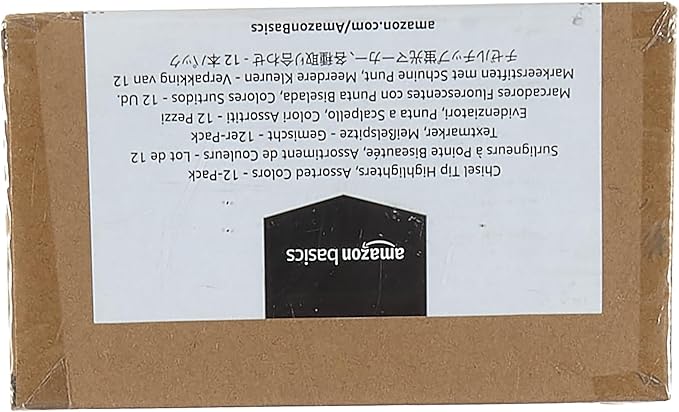 amazon basics
Chisel Tip Highlighters, Assorted Colors - 12-Pack
Surligneurs à Pointe Biseautée, Assortiment de Couleurs - Lot de 12
Textmarker, Meißelspitze - Gemischt - 12er-Pack
Evidenziatori, Punta a Scalpello, Colori Assortiti - 12 Pezzi
Marcadores Fluorescentes con Punta Biselada, Colores Surtidos - 12 Ud.
Markeerstiften met Schuine Punt, Meerdere Kleuren - Verpakking van 12
チゼルチップ蛍光マーカー、各種取り合わせ - 12 本パック
amazon.com/AmazonBasics